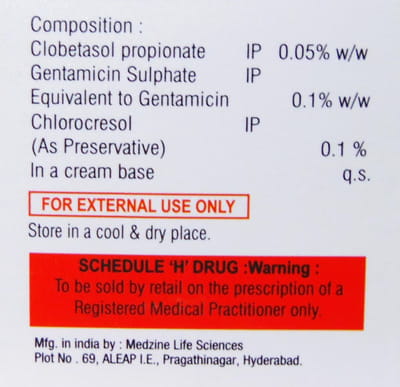 Composition :
Clobetasol propionate IP 0.05% w/w
Gentamicin Sulphate IP
Equivalent to Gentamicin 0.1% w/w
Chlorocresol IP
(As Preservative) 0.1 %
In a cream base q.s.
FOR EXTERNAL USE ONLY
Store in a cool & dry place.
SCHEDULE 'H' DRUG :Warning :
To be sold by retail on the prescription of a
Registered Medical Practitioner only.
Mfg. in india by : Medzine Life Sciences
Plot No . 69, ALEAP I.E., Pragathinagar, Hyderabad.